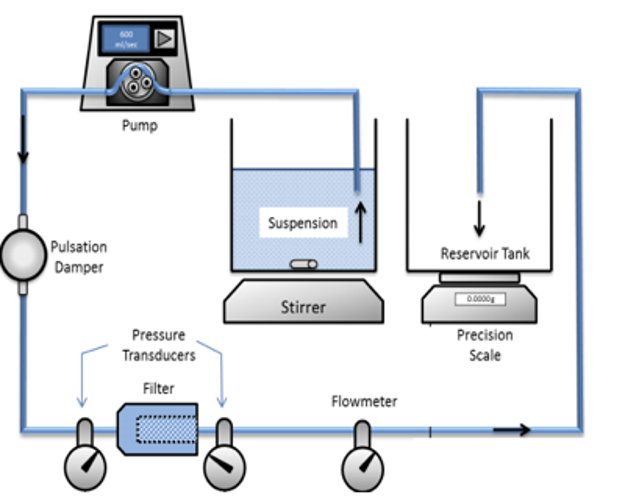 600
ml/sec
Pump
Suspension
Pulsation
Damper
Reservoir Tank
0.0000g
Stirrer
Precision
Scale
Pressure
Transducers
Filter
Flowmeter